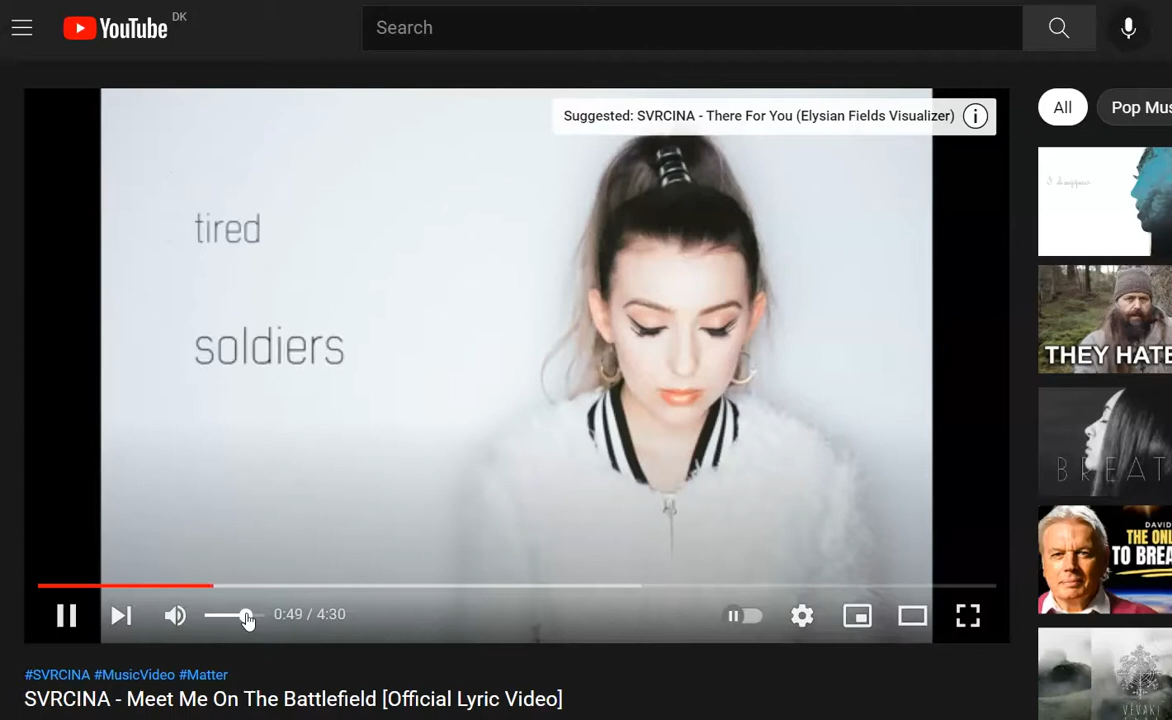 YouTube DK
Search
Suggested: SVRCINA - There For You (Elysian Fields Visualizer)
All
Pop Mus
tired
soldiers
THEY HATE
BREAT
DAVID
THE ONL
TO BREA
VÉVAKI
0:49 / 4:30
#SVRCINA #MusicVideo #Matter
SVRCINA - Meet Me On The Battlefield [Official Lyric Video]